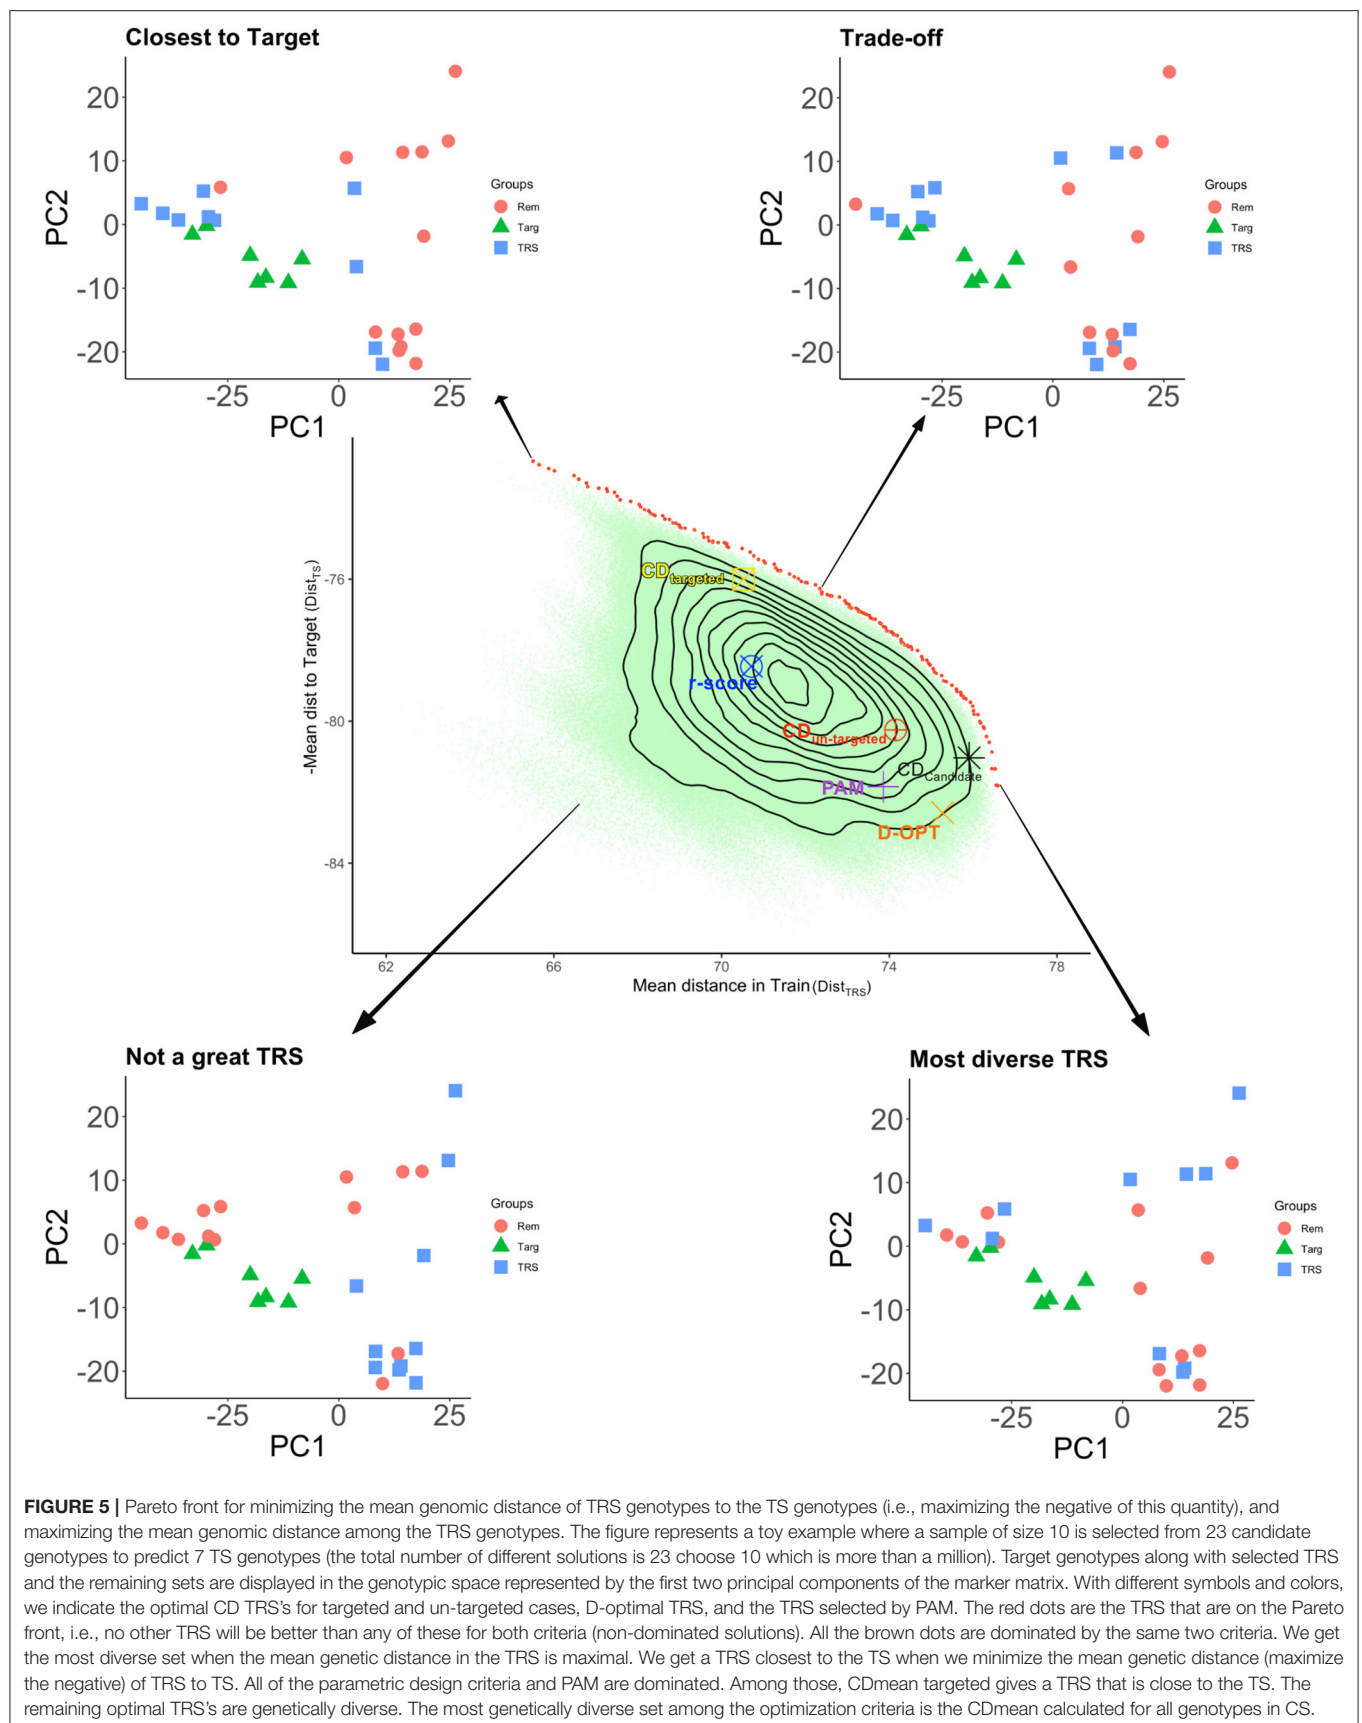 Closest to Target
20
10
0
-10
-20
PC2
-25 0 25
PC1
Groups
Rem
Targ
TRS
Trade-off
20
10
0
-10
-20
PC2
-25 0 25
PC1
Groups
Rem
Targ
TRS
-76
-80
-84
-Mean dist to Target (DistTS)
CDtargeted
r-score
CDun-targeted
CDCandidate
PAM
D-OPT
62 66 70 74 78
Mean distance in Train (DistTRS)
Not a great TRS
20
10
0
-10
-20
PC2
-25 0 25
PC1
Groups
Rem
Targ
TRS
Most diverse TRS
20
10
0
-10
-20
PC2
-25 0 25
PC1
Groups
Rem
Targ
TRS
FIGURE 5 | Pareto front for minimizing the mean genomic distance of TRS genotypes to the TS genotypes (i.e., maximizing the negative of this quantity), and
maximizing the mean genomic distance among the TRS genotypes. The figure represents a toy example where a sample of size 10 is selected from 23 candidate
genotypes to predict 7 TS genotypes (the total number of different solutions is 23 choose 10 which is more than a million). Target genotypes along with selected TRS
and the remaining sets are displayed in the genotypic space represented by the first two principal components of the marker matrix. With different symbols and colors,
we indicate the optimal CD TRS's for targeted and un-targeted cases, D-optimal TRS, and the TRS selected by PAM. The red dots are the TRS that are on the Pareto
front, i.e., no other TRS will be better than any of these for both criteria (non-dominated solutions). All the brown dots are dominated by the same two criteria. We get
the most diverse set when the mean genetic distance in the TRS is maximal. We get a TRS closest to the TS when we minimize the mean genetic distance (maximize
the negative) of TRS to TS. All of the parametric design criteria and PAM are dominated. Among those, CDmean targeted gives a TRS that is close to the TS. The
remaining optimal TRS's are genetically diverse. The most genetically diverse set among the optimization criteria is the CDmean calculated for all genotypes in CS.